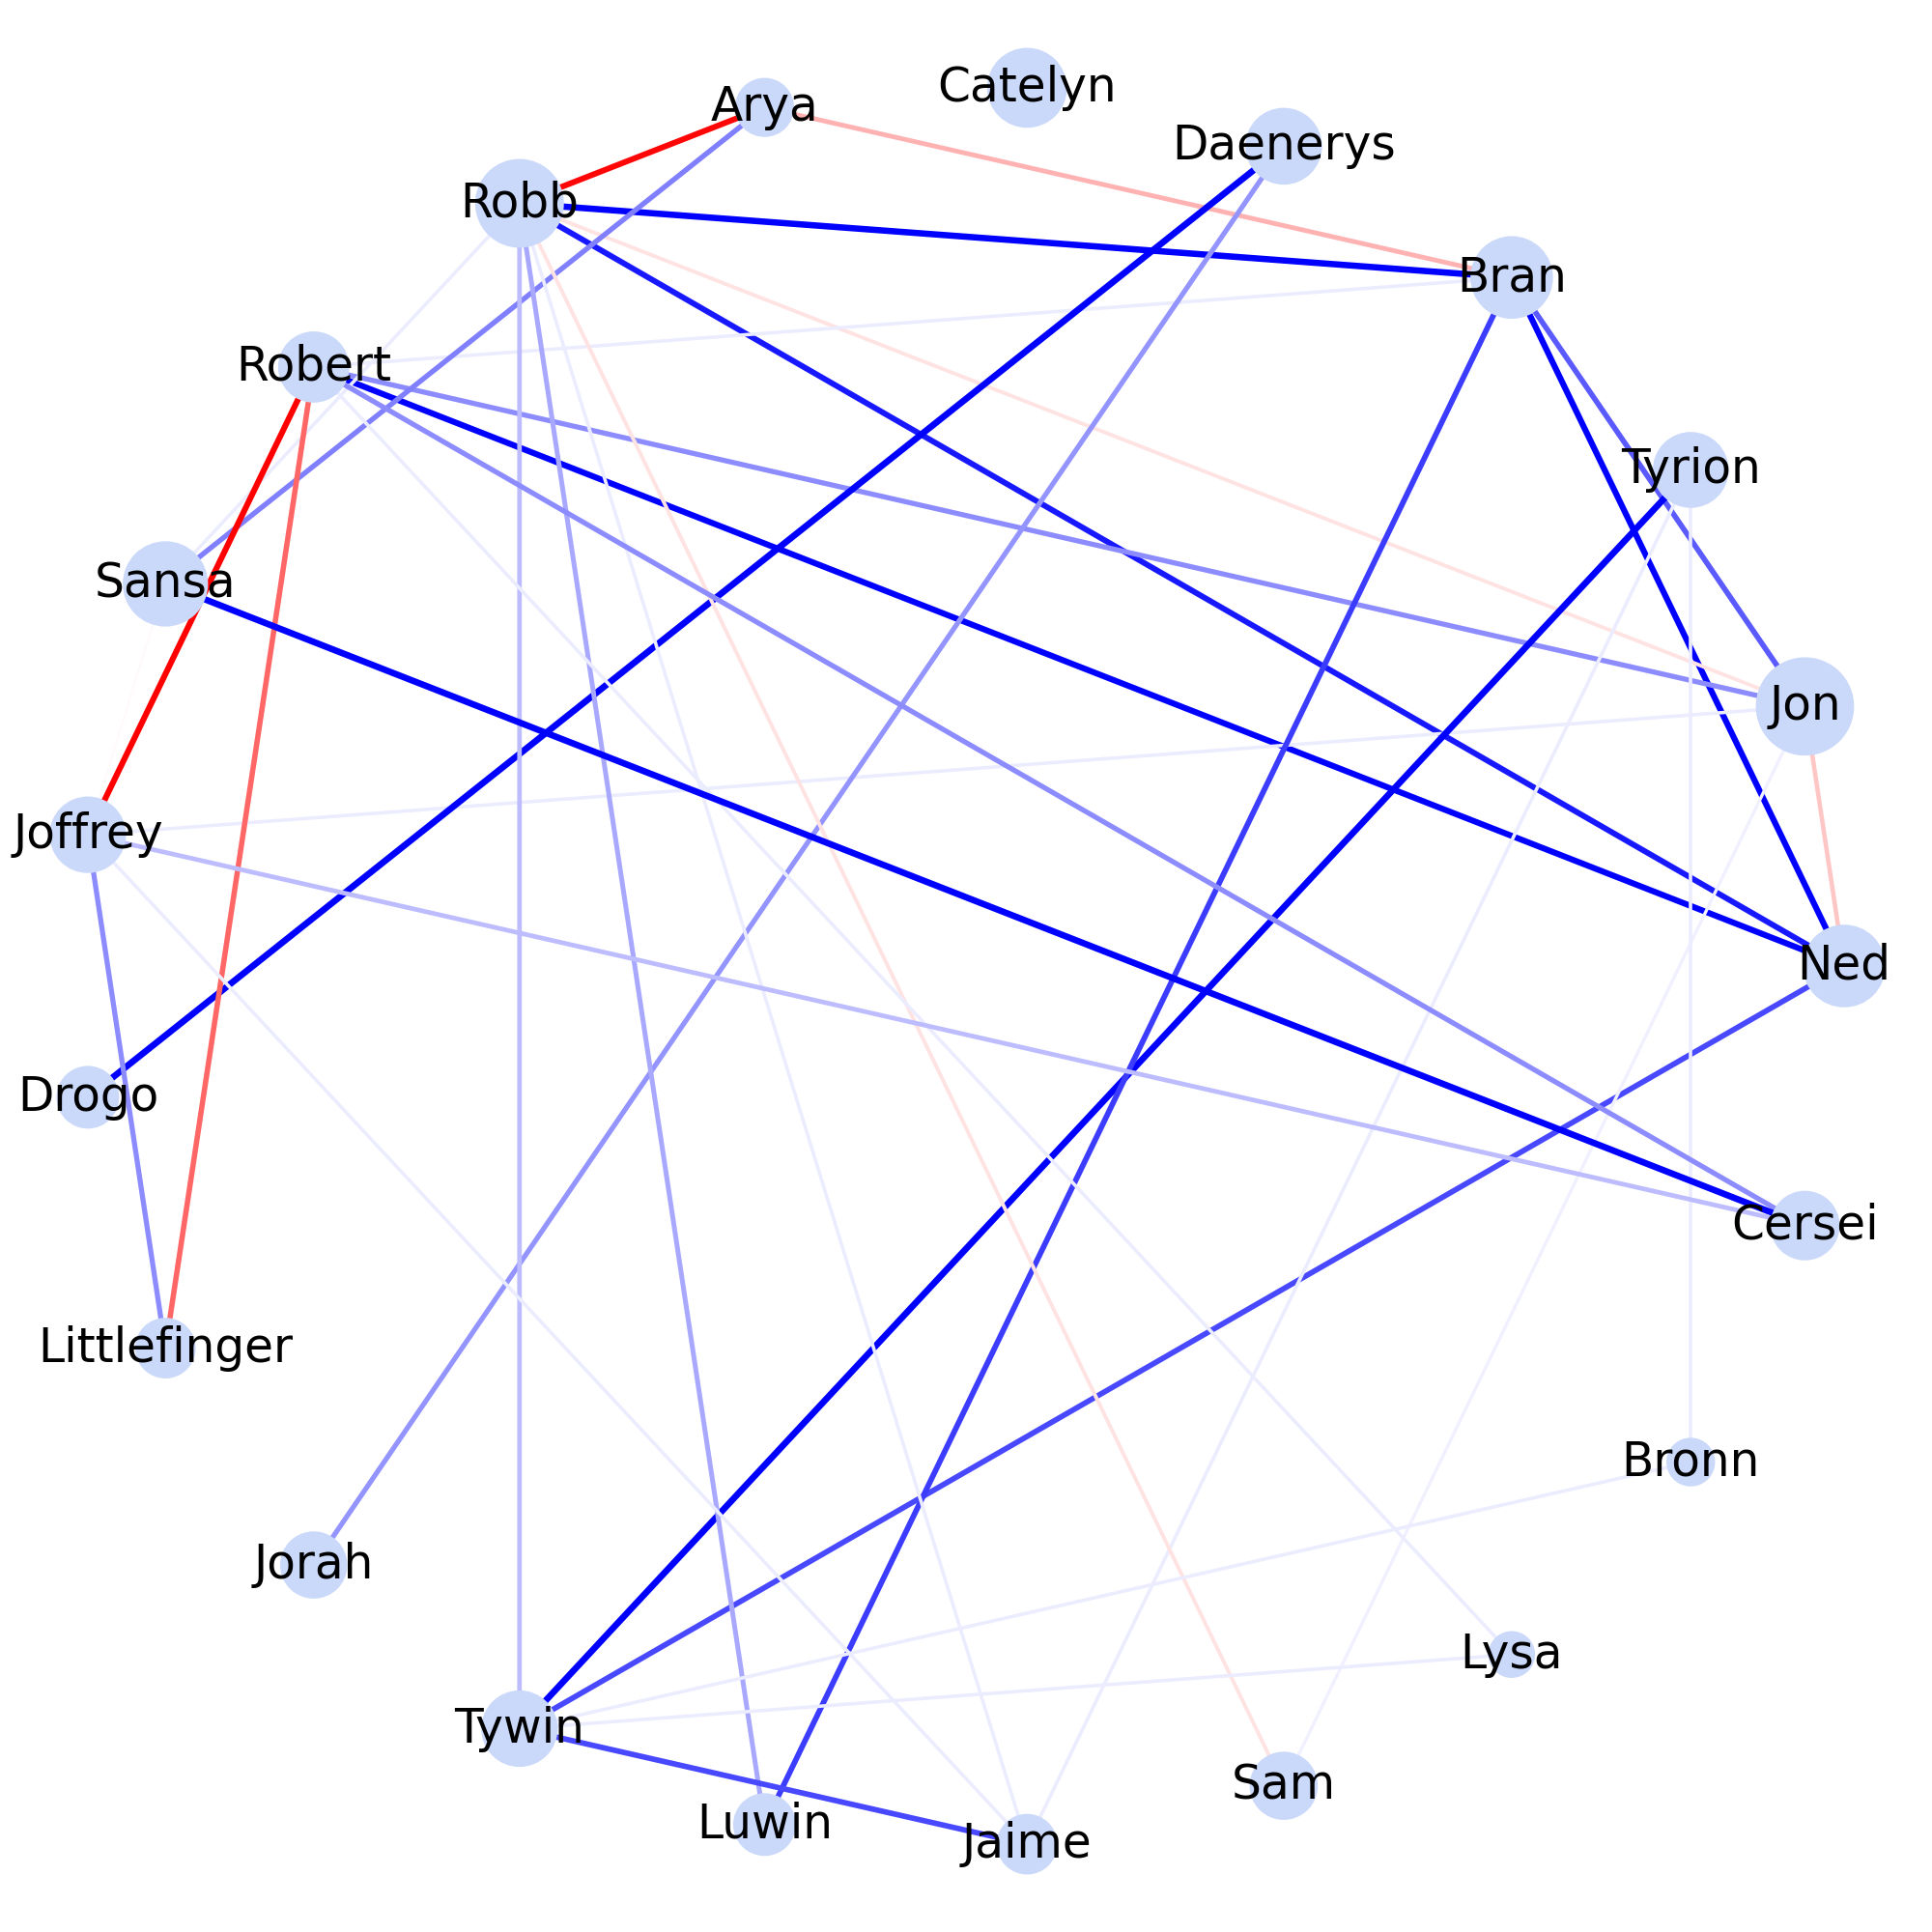 Catelyn
Arya
Daenerys
Robb
Bran
Robert
Tyrion
Sansa
Jon
Joffrey
Ned
Drogo
Cersei
Littlefinger
Bronn
Jorah
Lysa
Tywin
Sam
Luwin
Jaime